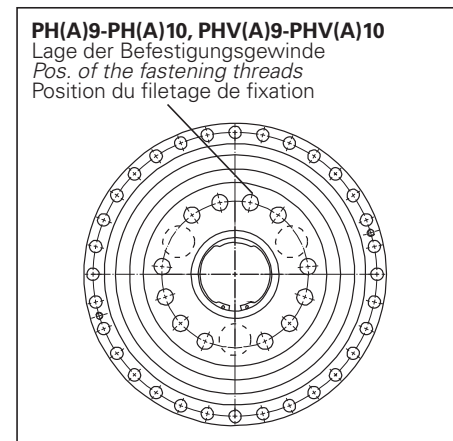 PH(A)9-PH(A)10, PHV(A)9-PHV(A)10
Lage der Befestigungsgewinde
Pos. of the fastening threads
Position du filetage de fixation